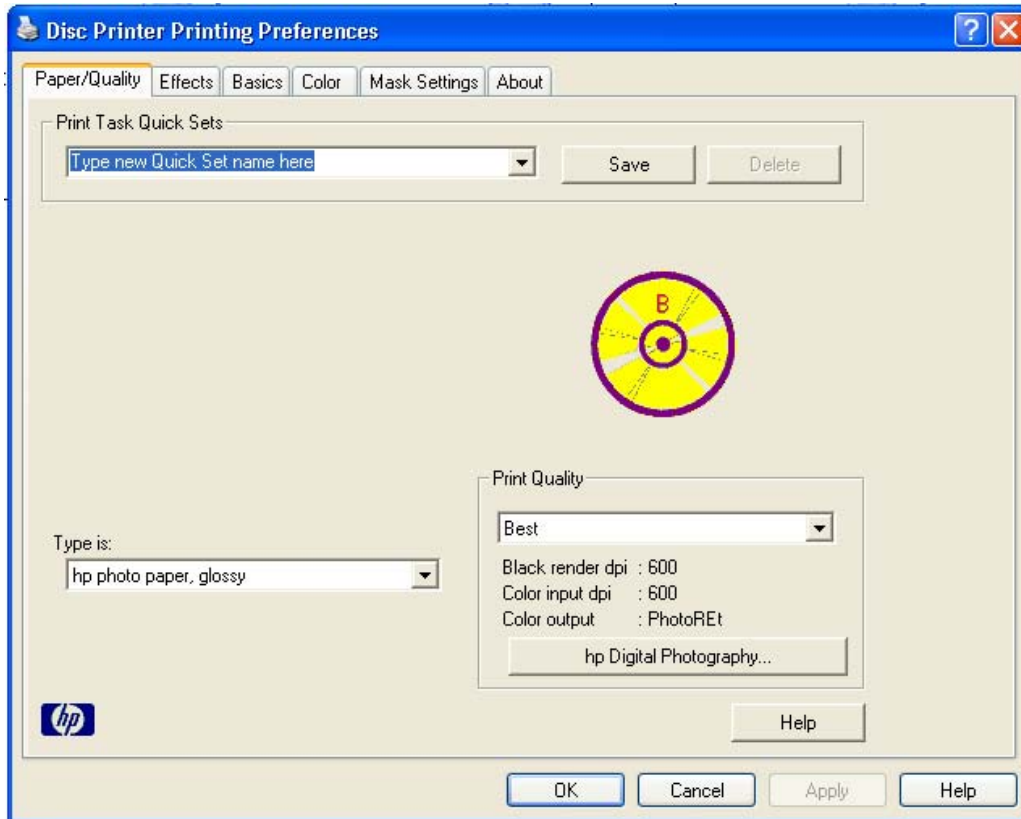 Disc Printer Printing Preferences
Paper/Quality Effects Basics Color Mask Settings About
Print Task Quick Sets
Type new Quick Set name here Save Delete
B
Print Quality
Best
Type is:
hp photo paper, glossy
Black render dpi : 600
Color input dpi : 600
Color output : PhotoREt
hp Digital Photography...
hp
Help
OK Cancel Apply Help